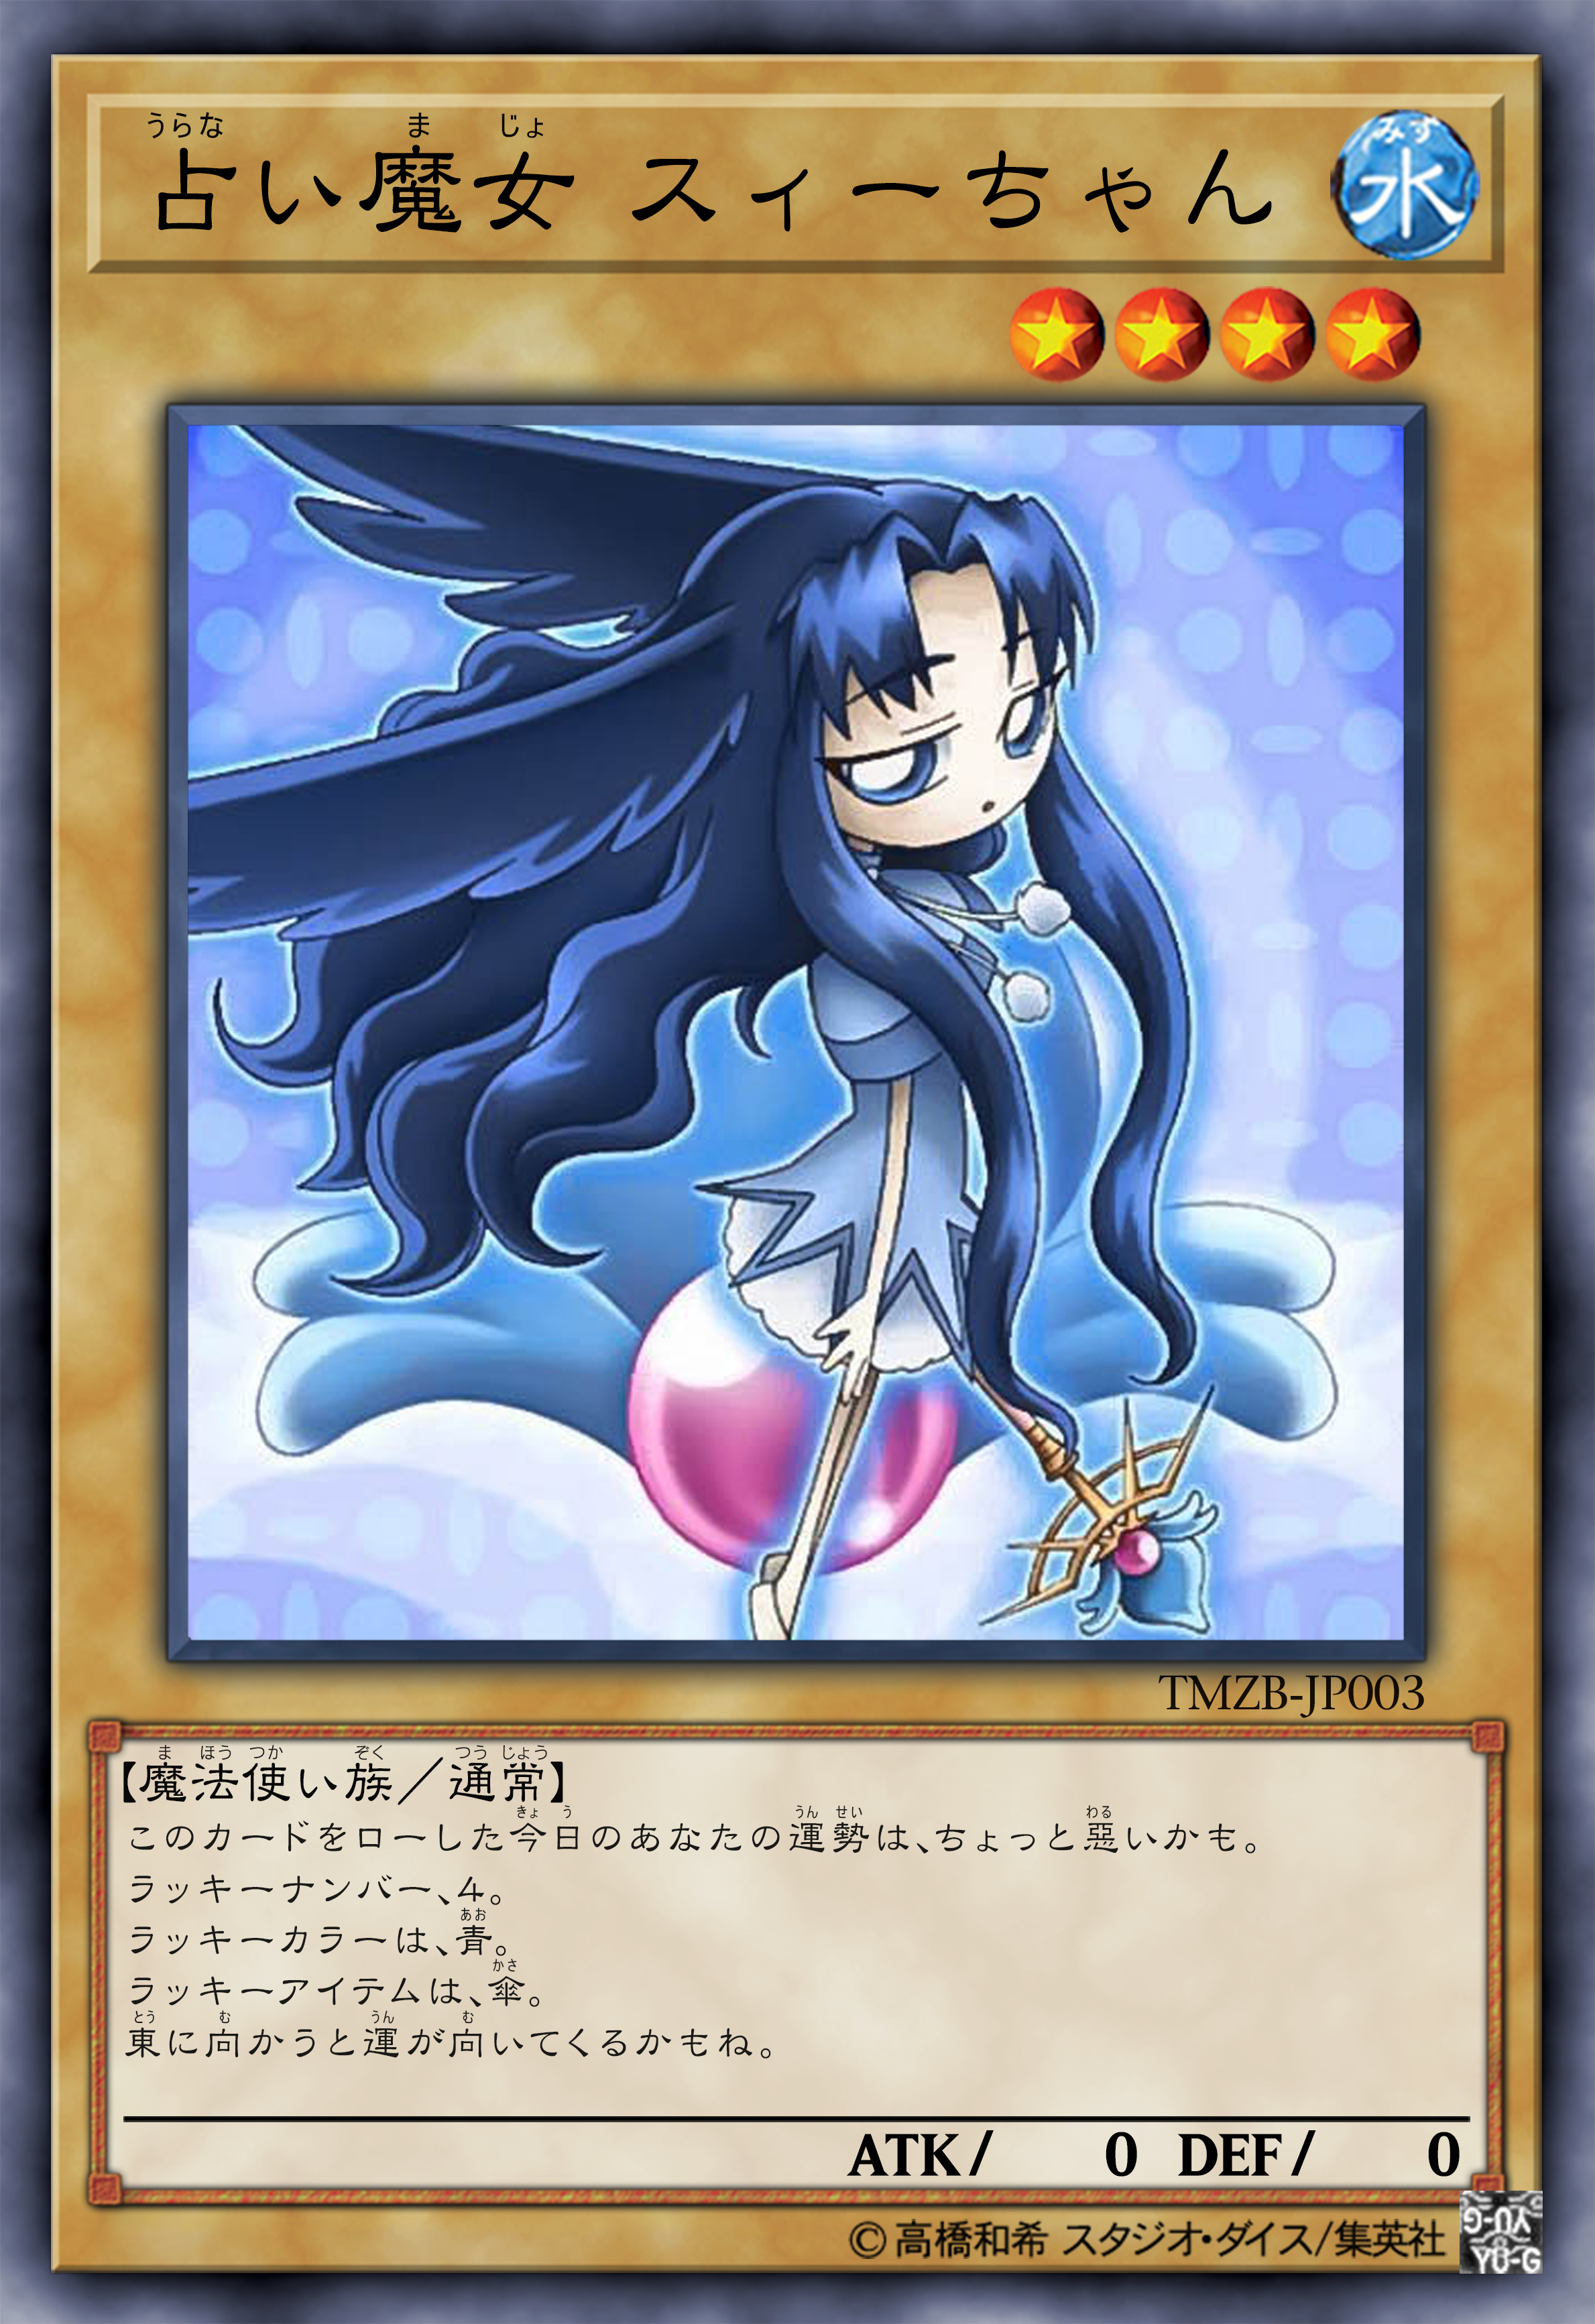 占い魔女 スィーちゃん
水
TMZB-JP003
【魔法使い族／通常】
このカードをローした今日のあなたの運勢は、ちょっと惡いかも。
ラッキーナンバー、4。
ラッキーカラーは、青。
ラッキーアイテムは、傘。
東に向かうと運が向いてくるかもね。
ATK/ 0 DEF/ 0
©高橋和希 スタジオ・ダイス/集英社